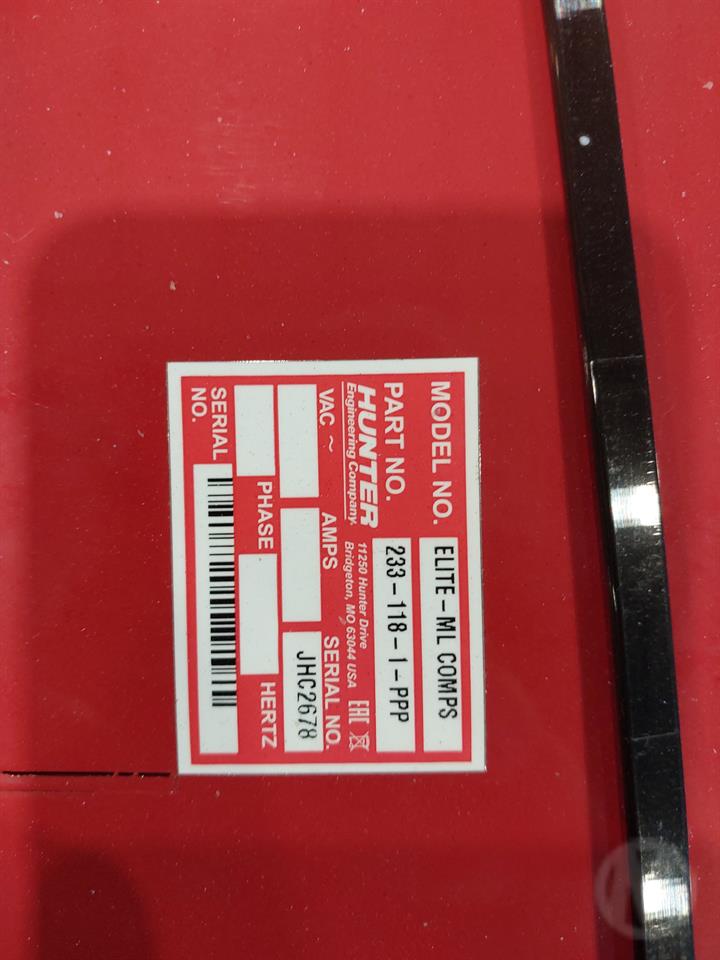 MODEL NO. ELITE-ML COMPS
PART NO. 233-118-1-PPP
HUNTER
Engineering Company
11250 Hunter Drive
Bridgeton, MO 63044 USA
EAC
VAC ~ AMPS SERIAL NO.
JHC2678
PHASE HERTZ
SERIAL
NO.